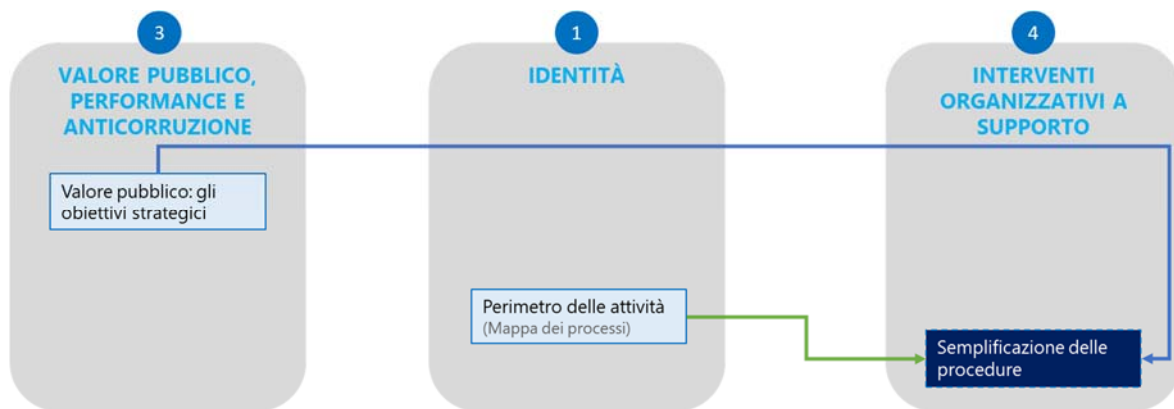 3
VALORE PUBBLICO,
PERFORMANCE E
ANTICORRUZIONE
Valore pubblico: gli
obiettivi strategici
1
IDENTITÀ
Perimetro delle attività
(Mappa dei processi)
4
INTERVENTI
ORGANIZZATIVI A
SUPPORTO
Semplificazione delle
procedure